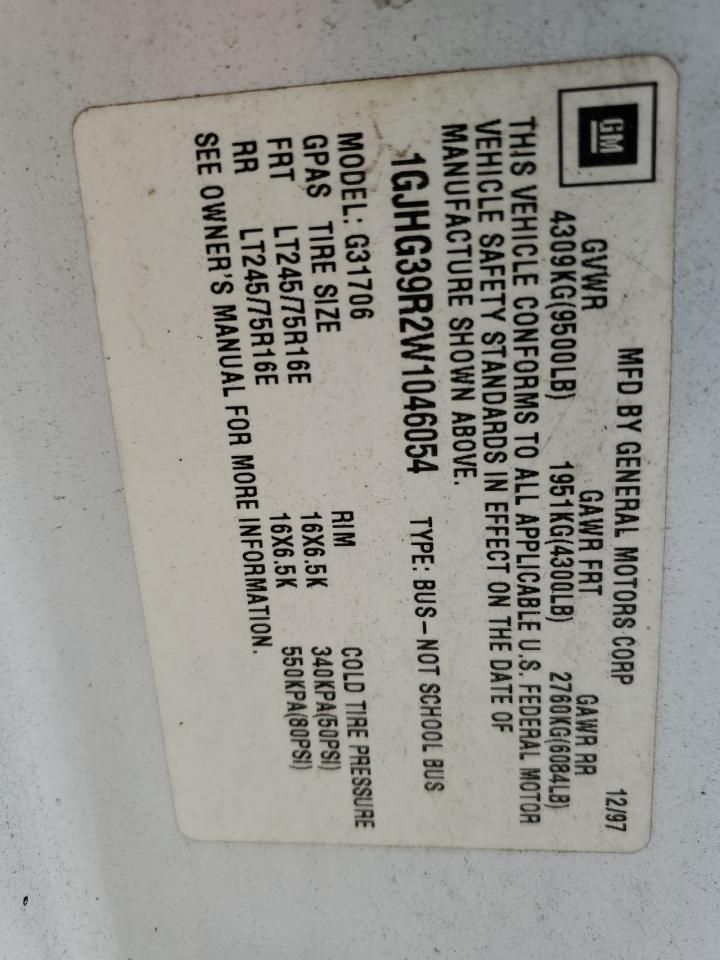 GM
MFD BY GENERAL MOTORS CORP 12/97
GVWR GAWR FRT GAWR RR
4309KG(9500LB) 1951KG(4300LB) 2760KG(6084LB)
THIS VEHICLE CONFORMS TO ALL APPLICABLE U.S. FEDERAL MOTOR
VEHICLE SAFETY STANDARDS IN EFFECT ON THE DATE OF
MANUFACTURE SHOWN ABOVE.
1GJHG39R2W1046054 TYPE: BUS-NOT SCHOOL BUS
MODEL: G31706
GPAS TIRE SIZE RIM COLD TIRE PRESSURE
FRT LT245/75R16E 16X6.5K 340KPA(50PSI)
RR LT245/75R16E 16X6.5K 550KPA(80PSI)
SEE OWNER'S MANUAL FOR MORE INFORMATION.